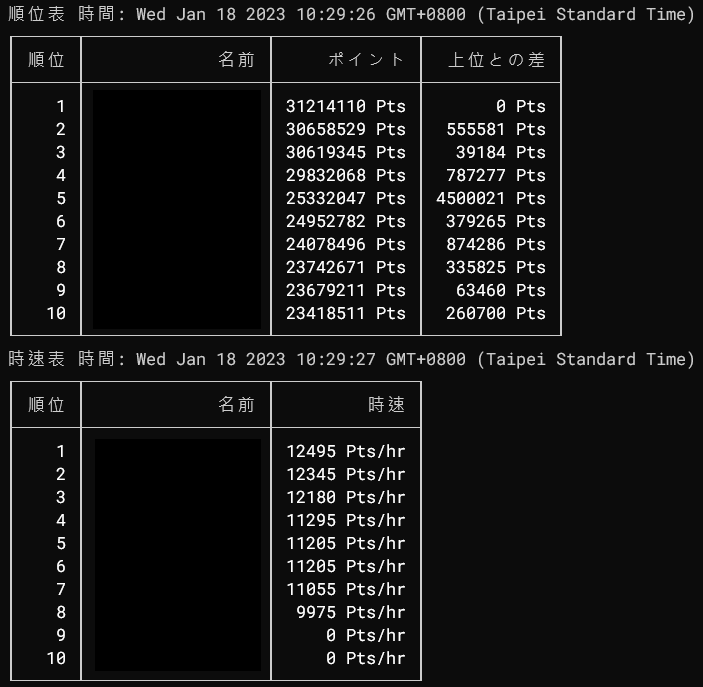 順位表 時間: Wed Jan 18 2023 10:29:26 GMT+0800 (Taipei Standard Time)
順位 名前 ポイント 上位との差
1 31214110 Pts 0 Pts
2 30658529 Pts 555581 Pts
3 30619345 Pts 39184 Pts
4 29832068 Pts 787277 Pts
5 25332047 Pts 4500021 Pts
6 24952782 Pts 379265 Pts
7 24078496 Pts 874286 Pts
8 23742671 Pts 335825 Pts
9 23679211 Pts 63460 Pts
10 23418511 Pts 260700 Pts
時速表 時間: Wed Jan 18 2023 10:29:27 GMT+0800 (Taipei Standard Time)
順位 名前 時速
1 12495 Pts/hr
2 12345 Pts/hr
3 12180 Pts/hr
4 11295 Pts/hr
5 11205 Pts/hr
6 11205 Pts/hr
7 11055 Pts/hr
8 9975 Pts/hr
9 0 Pts/hr
10 0 Pts/hr